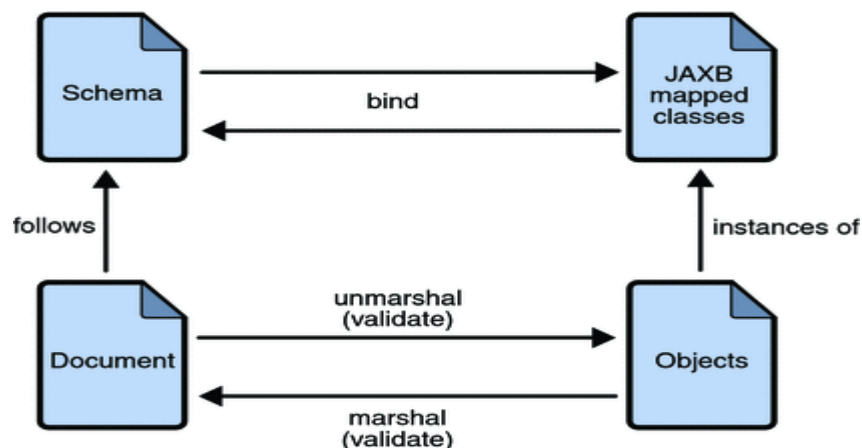 Schema
bind
JAXB
mapped
classes
follows
instances of
Document
unmarshal
(validate)
marshal
(validate)
Objects